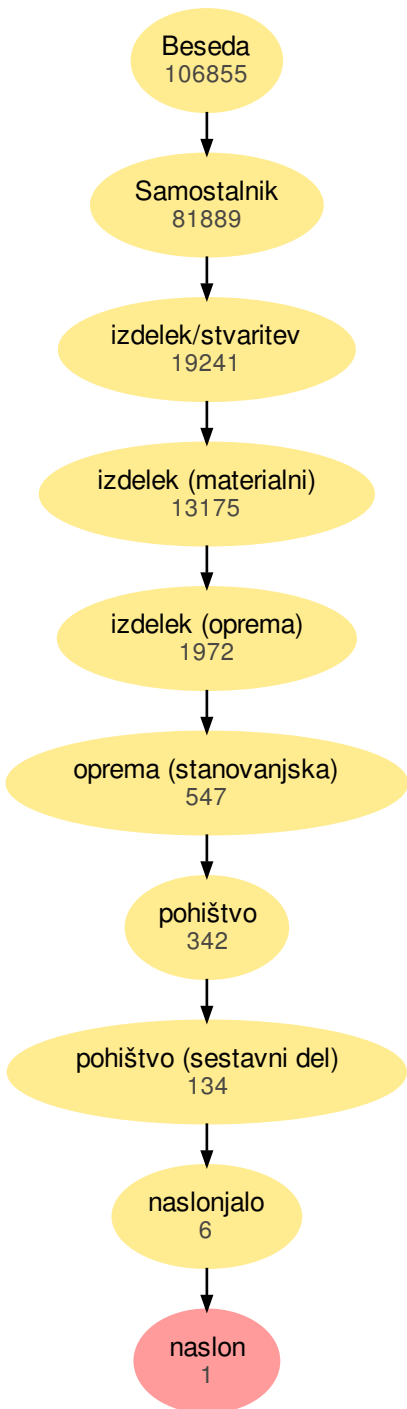 Beseda
106855
Samostalnik
81889
izdelek/stvaritev
19241
izdelek (materialni)
13175
izdelek (oprema)
1972
oprema (stanovanjska)
547
pohištvo
342
pohištvo (sestavni del)
134
naslonjalo
6
naslon
1